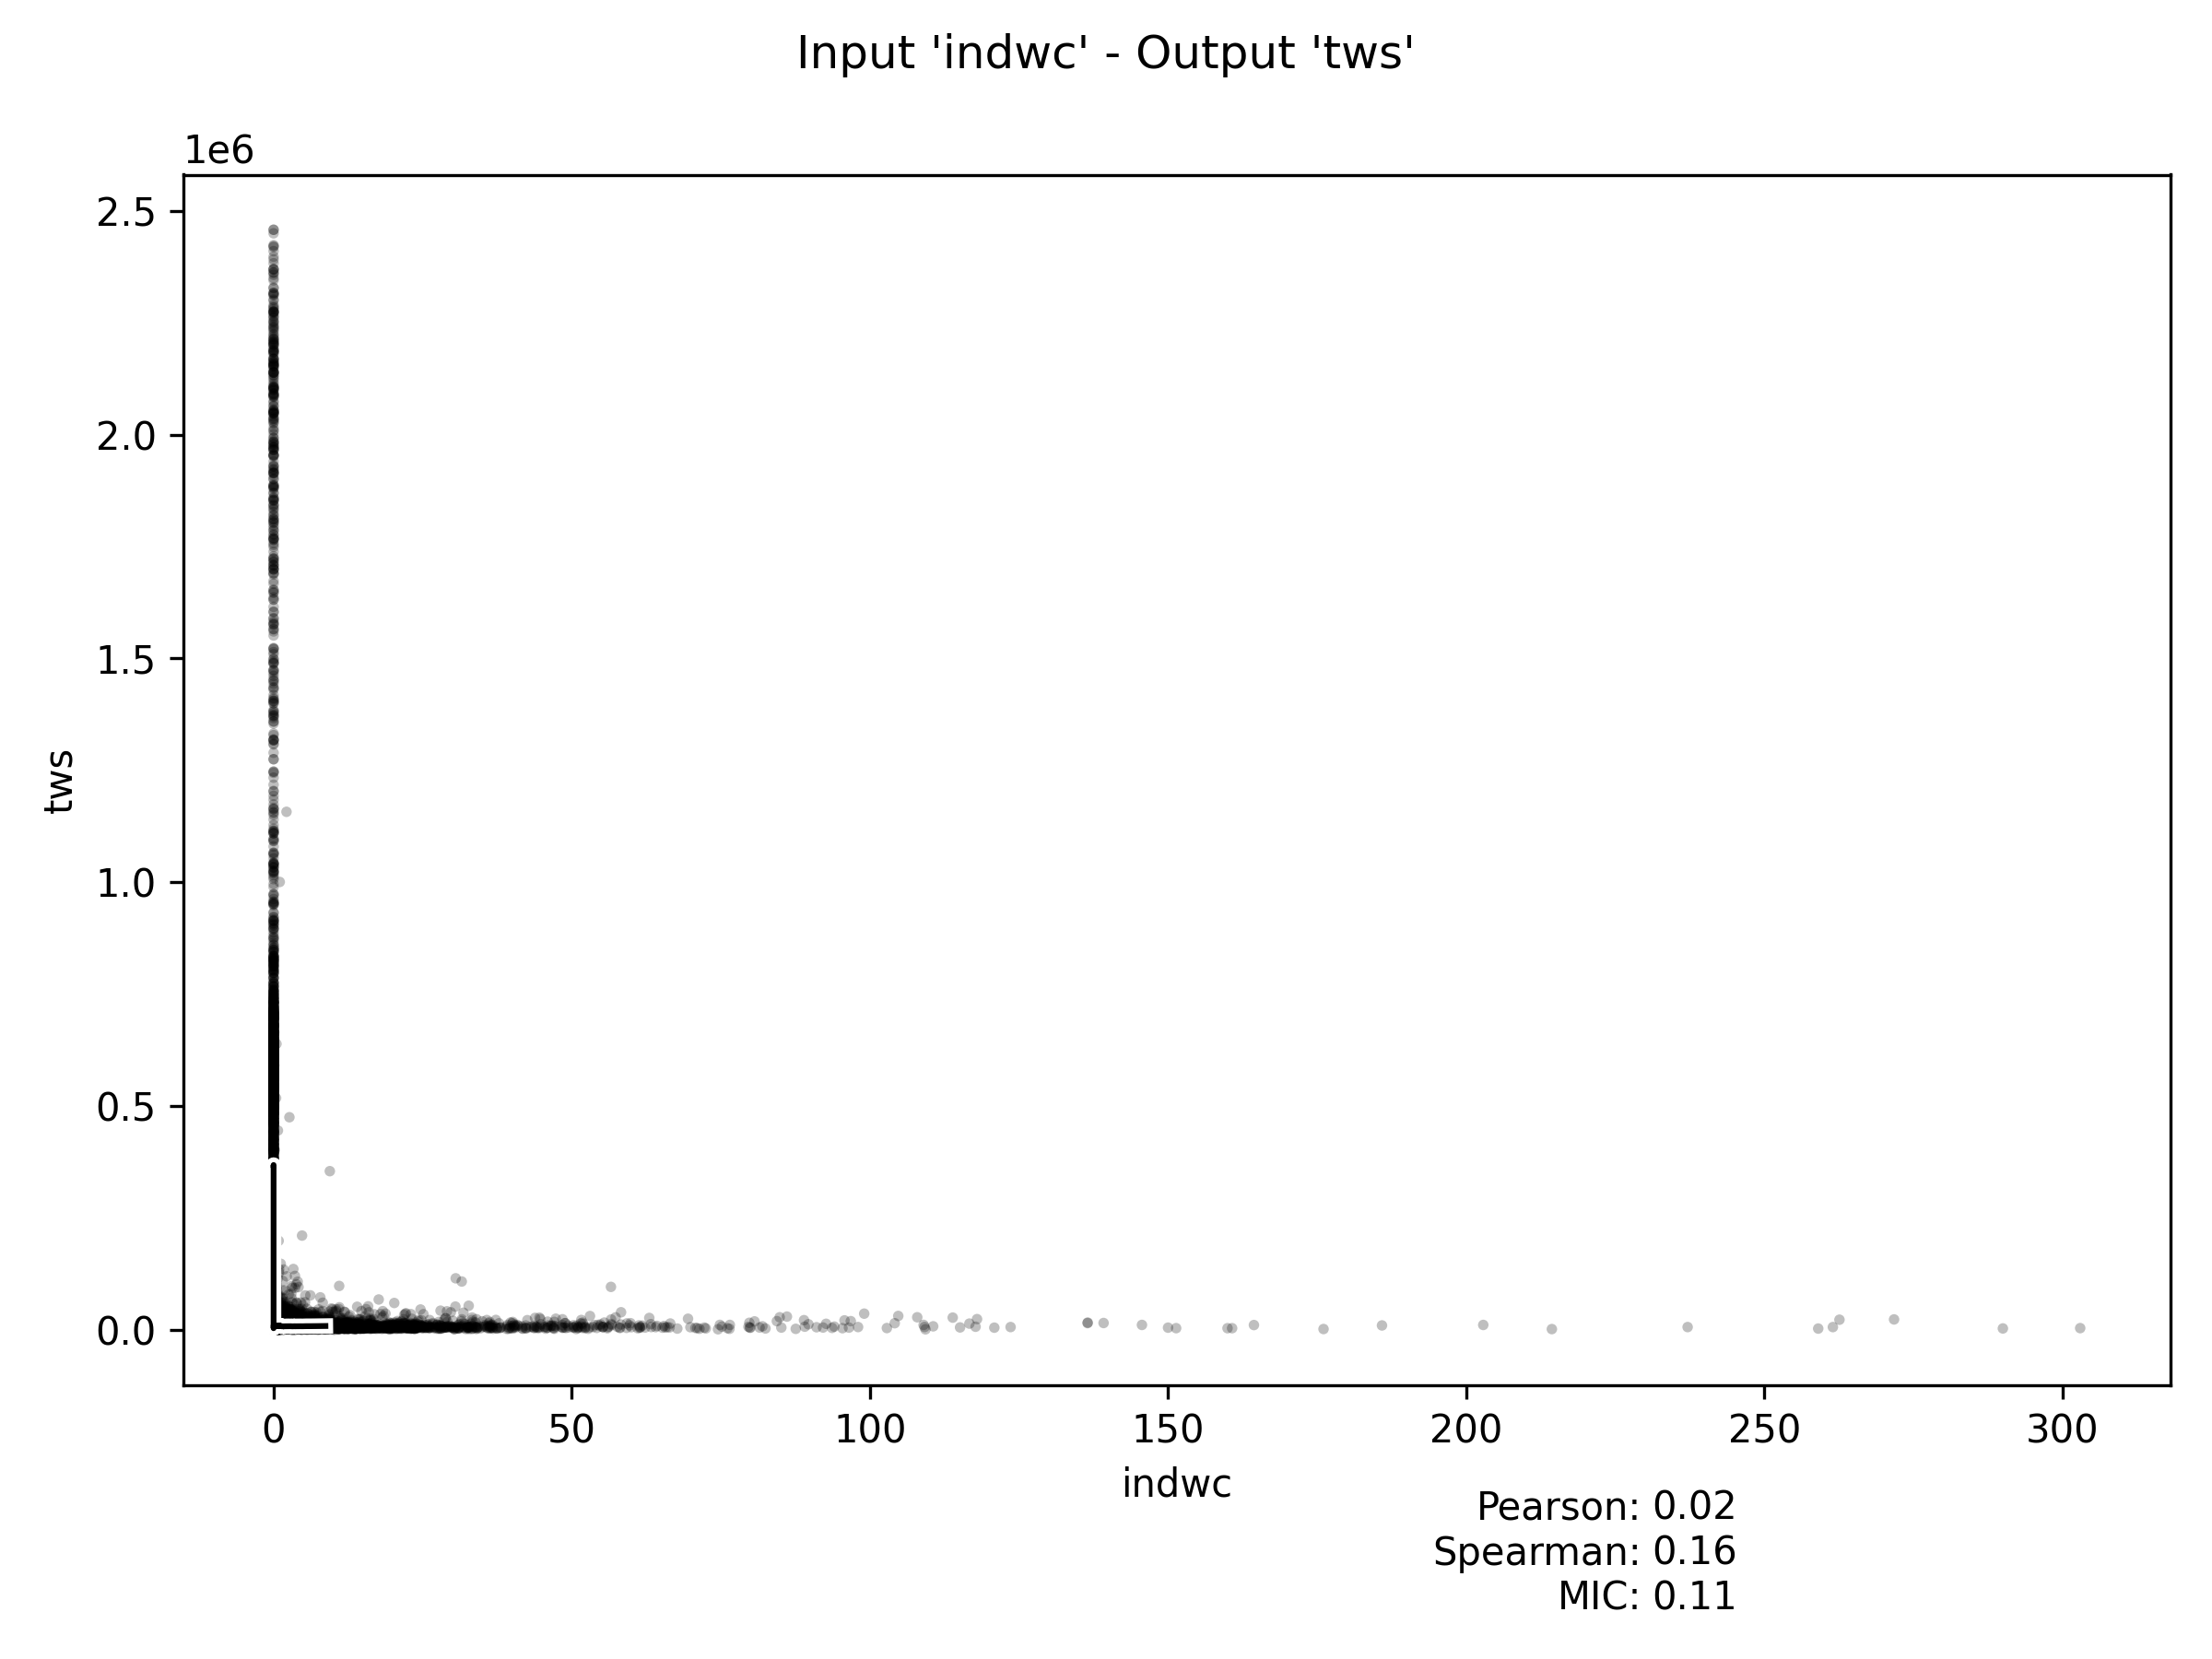 Input 'indwc' - Output 'tws'
1e6
2.5
2.0
1.5
1.0
0.5
0.0
tws
0 50 100 150 200 250 300
indwc
Pearson: 0.02
Spearman: 0.16
MIC: 0.11